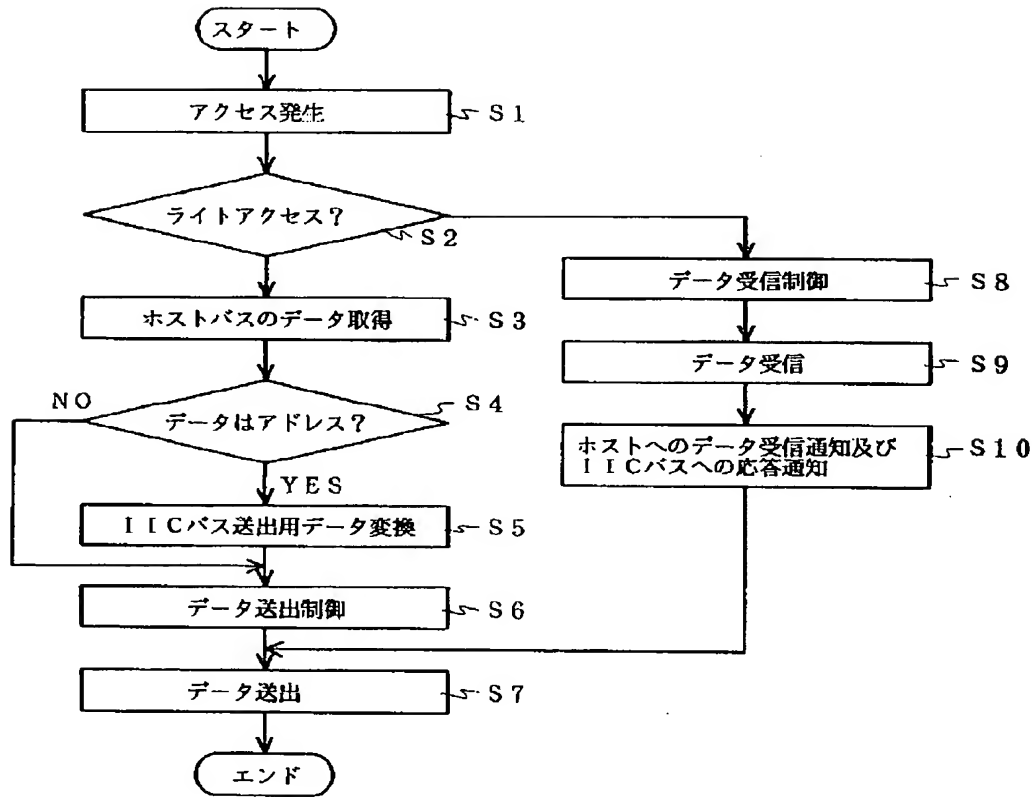 スタート
アクセス発生
S1
ライトアクセス?
S2
ホストバスのデータ取得
S3
データはアドレス?
S4
NO
YES
IICバス送出用データ変換
S5
データ送出制御
S6
データ送出
S7
エンド
データ受信制御
S8
データ受信
S9
ホストへのデータ受信通知及び
IICバスへの応答通知
S10